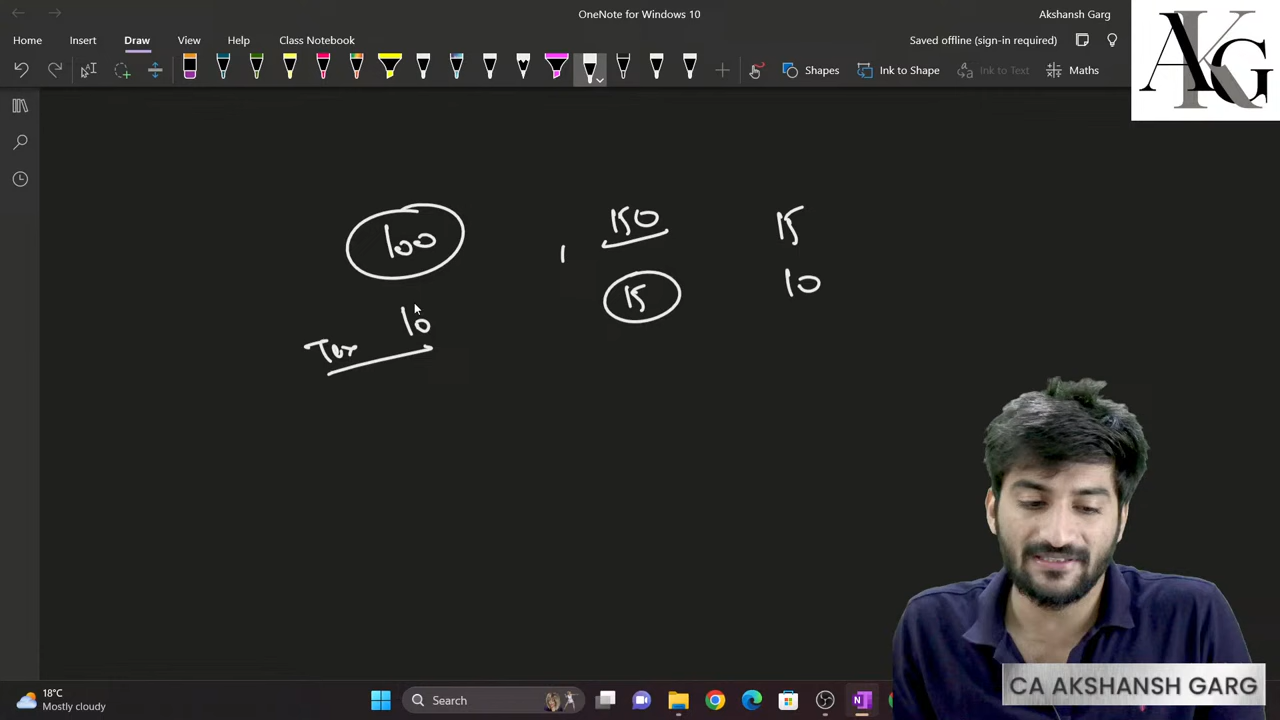 OneNote for Windows 10
Akshansh Garg
Home Insert Draw View Help Class Notebook
Saved offline (sign-in required)
Shapes Ink to Shape Ink to Text Maths
AKG
100
150
15
15
10
10
Tax
CA AKSHANSH GARG
18°C
Mostly cloudy
Search